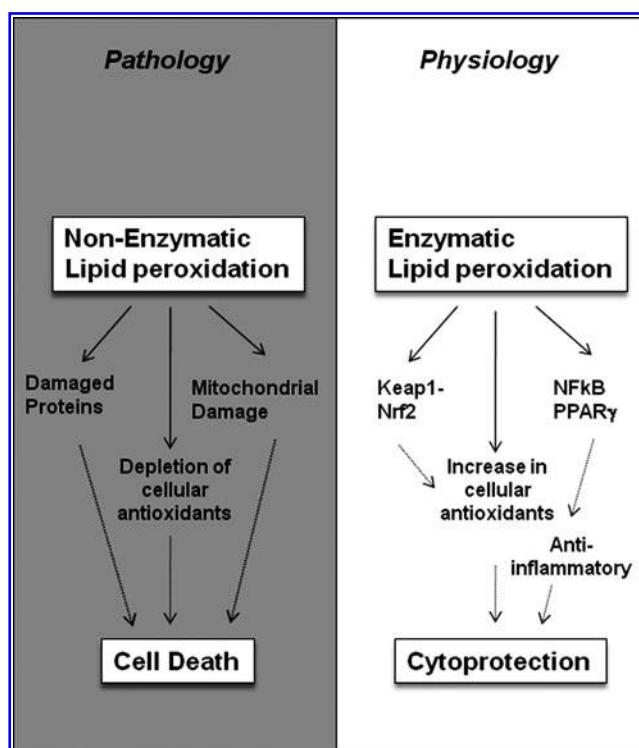 Pathology
Non-Enzymatic
Lipid peroxidation
Damaged
Proteins
Mitochondrial
Damage
Depletion of
cellular
antioxidants
Cell Death
Physiology
Enzymatic
Lipid peroxidation
Keap1-
Nrf2
NFkB
PPARγ
Increase in
cellular
antioxidants
Anti-
inflammatory
Cytoprotection